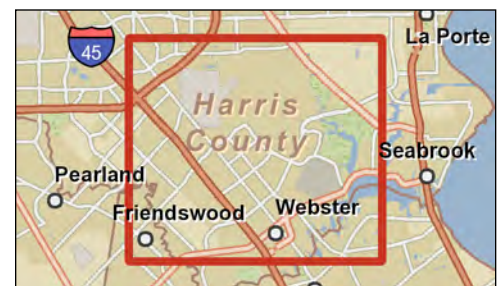 La Porte
45
Harris
County
Seabrook
Pearland
Friendswood
Webster